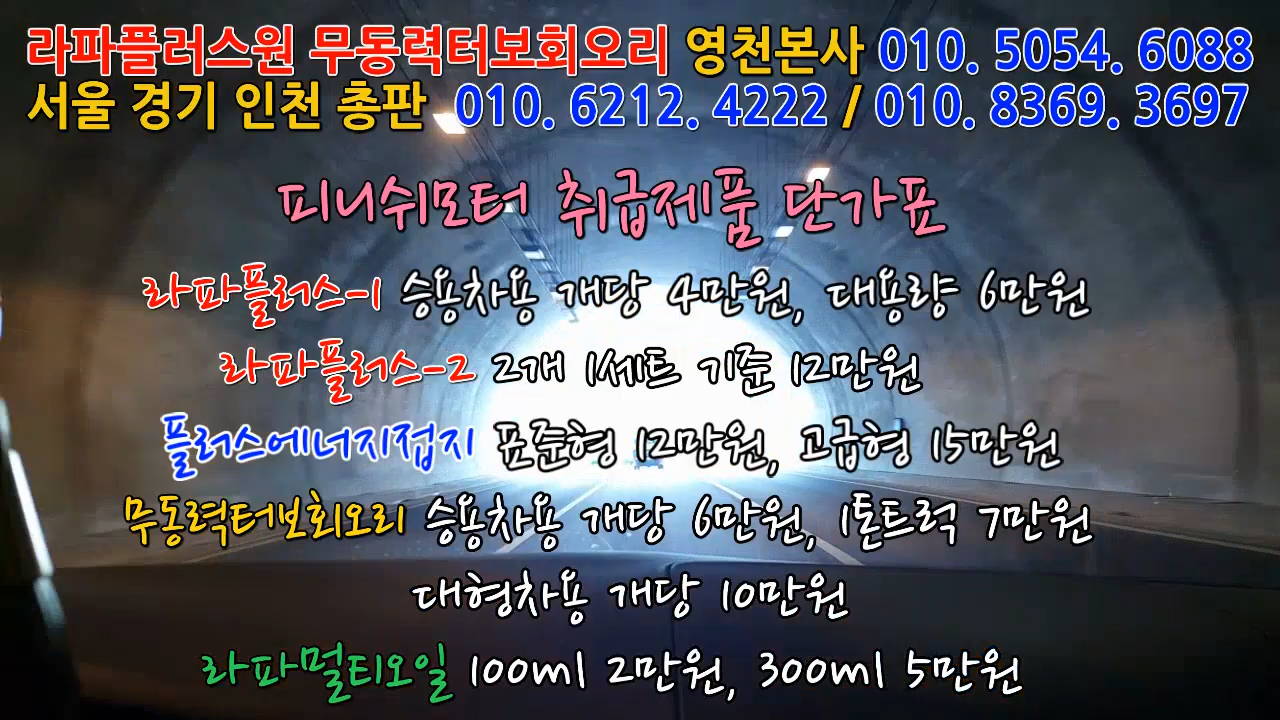 라파플러스원 무동력터보회오리 영천본사 010. 5054. 6088
서울 경기 인천 총판 010. 6212. 4222 / 010. 8369. 3697
피니쉬모터 취급제품 단가표
라파플러스-1 승용차용 개당 4만원, 대용량 6만원
라파플러스-2 2개 1세트 기준 12만원
플러스에너지접지 표준형 12만원, 고급형 15만원
무동력터보회오리 승용차용 개당 6만원, 1톤트럭 7만원
대형차용 개당 10만원
라파멀티오일 100ml 2만원, 300ml 5만원